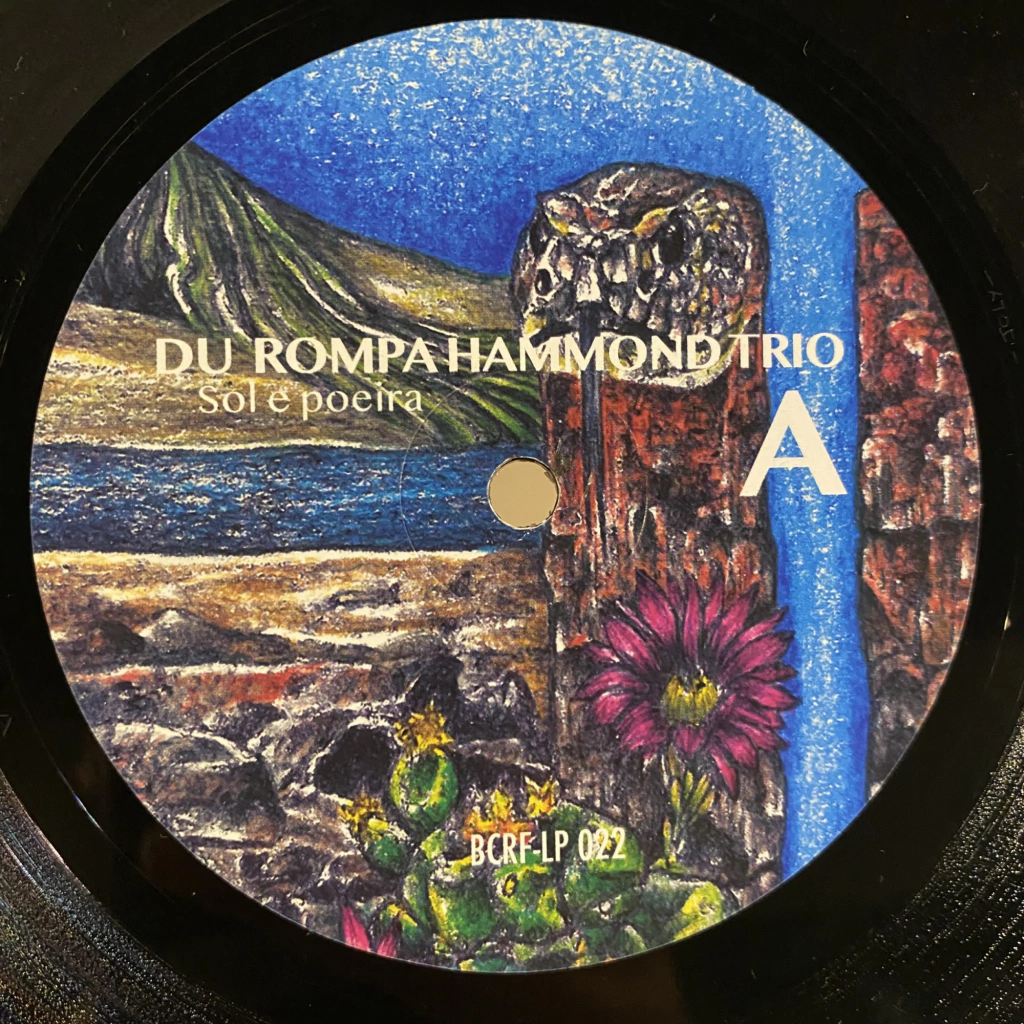 DU ROMPA HAMMOND TRIO
Sol e poeira
A
BCRF-LP 022